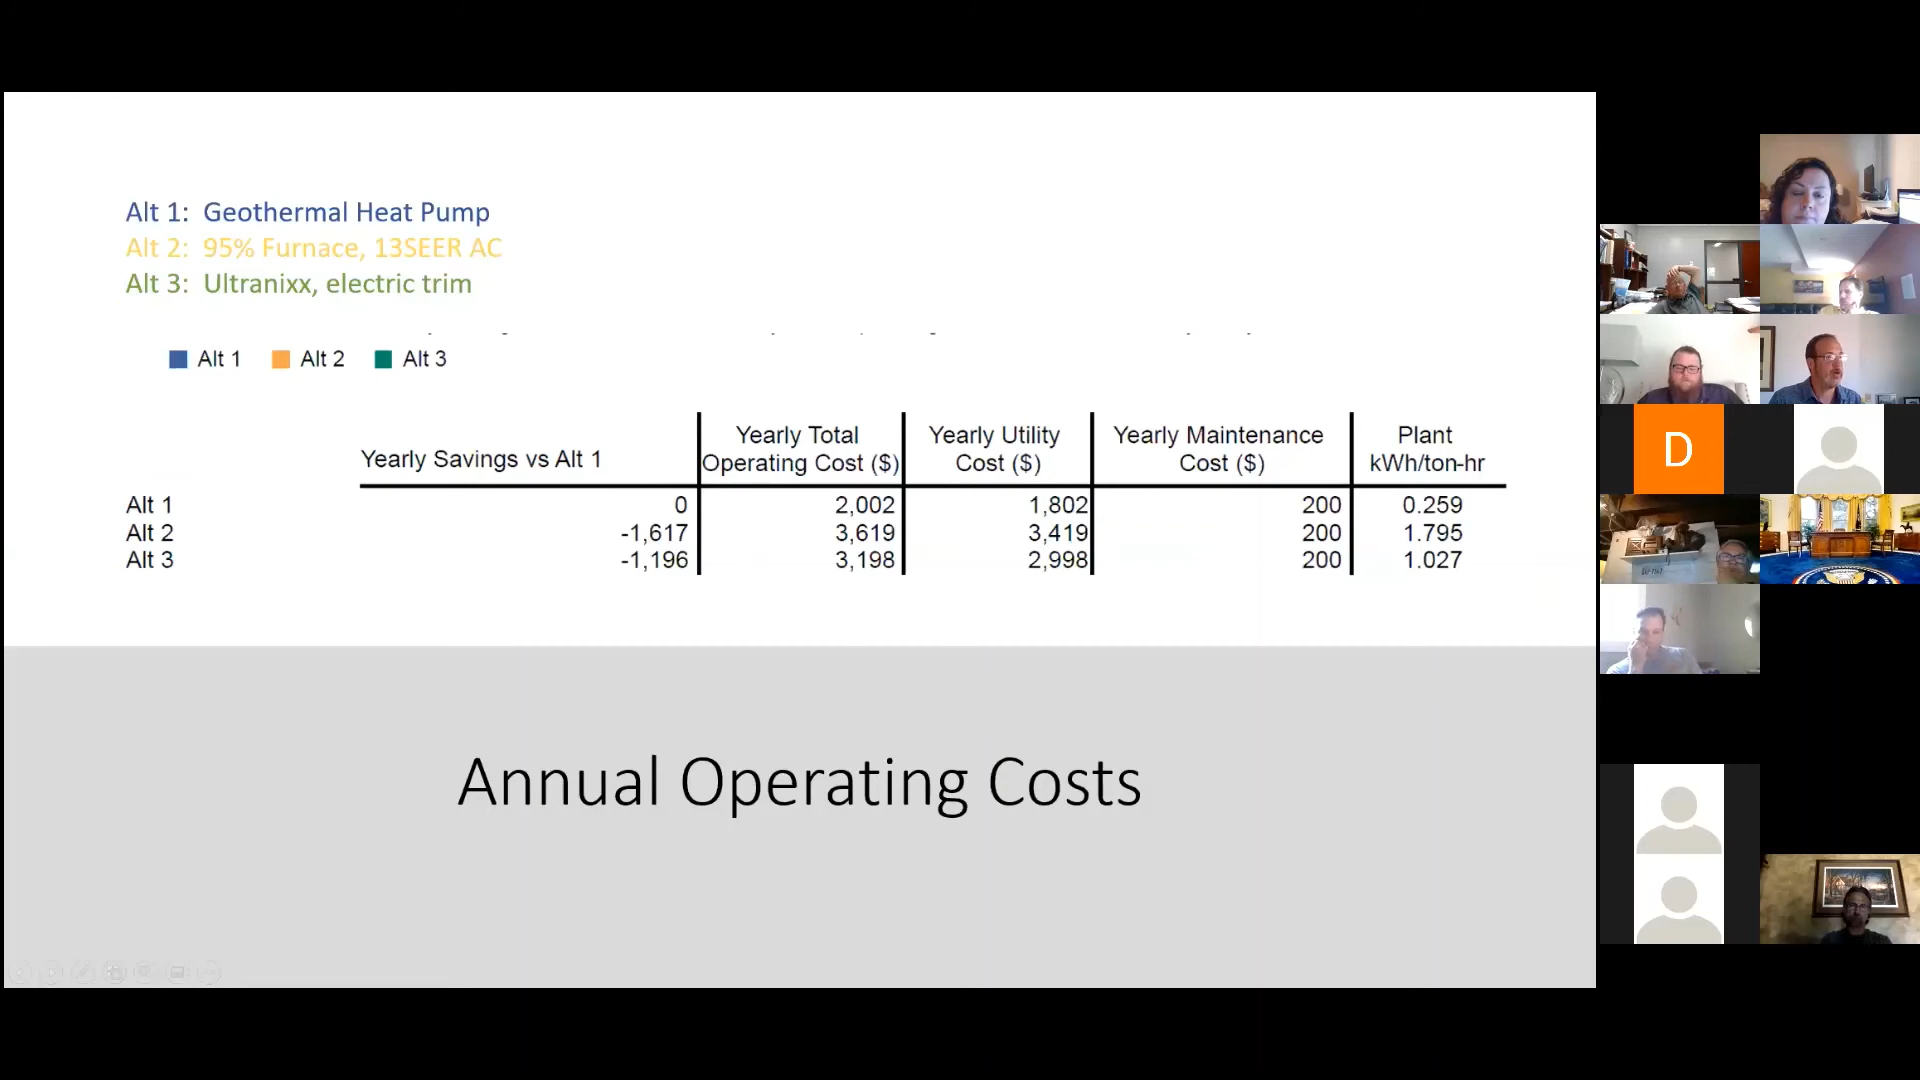 Alt 1: Geothermal Heat Pump
Alt 2: 95% Furnace, 13SEER AC
Alt 3: Ultranixx, electric trim
Alt 1 Alt 2 Alt 3
Yearly Savings vs Alt 1 Yearly Total Operating Cost ($) Yearly Utility Cost ($) Yearly Maintenance Cost ($) Plant kWh/ton-hr
Alt 1 0 2,002 1,802 200 0.259
Alt 2 -1,617 3,619 3,419 200 1.795
Alt 3 -1,196 3,198 2,998 200 1.027
Annual Operating Costs
D